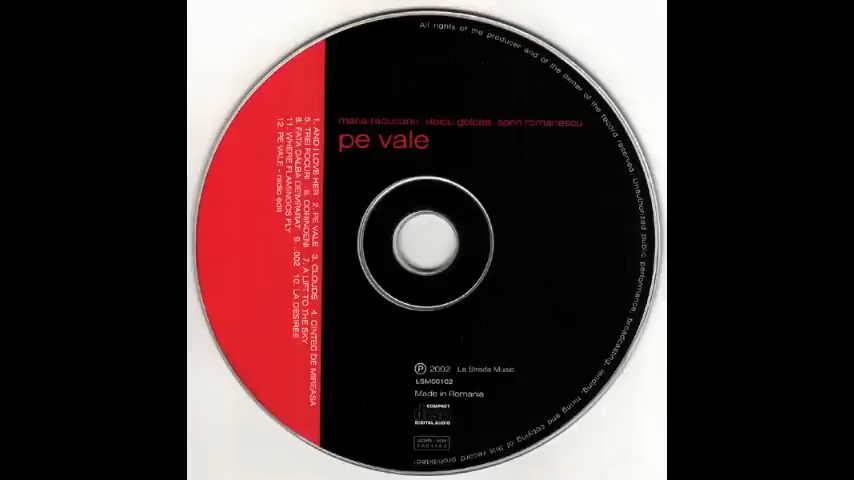 All rights of the producer and of the owner of the record reserved. Unauthorized public performance, broadcasting, lending, hiring and copying of this record prohibited!
maria raducanu, vleicu golcea, sorin romanescu
pe vale
1. AND I LOVE HER 2. PE VALE 3. CLOUDS 4. CINTEC DE MIREASA
5. TREI FOCURI 6. DORINDENI 7. A LIFT TO THE SKY
8. FATA DALBA DE'MPARAT 9. .002 10. LA DESIREE
11. WHERE FLAMINGOS FLY
12. PE VALE - radio edit
P 2002 La Strada Music
LSM00102
Made in Romania
COMPACT
disc
DIGITAL AUDIO